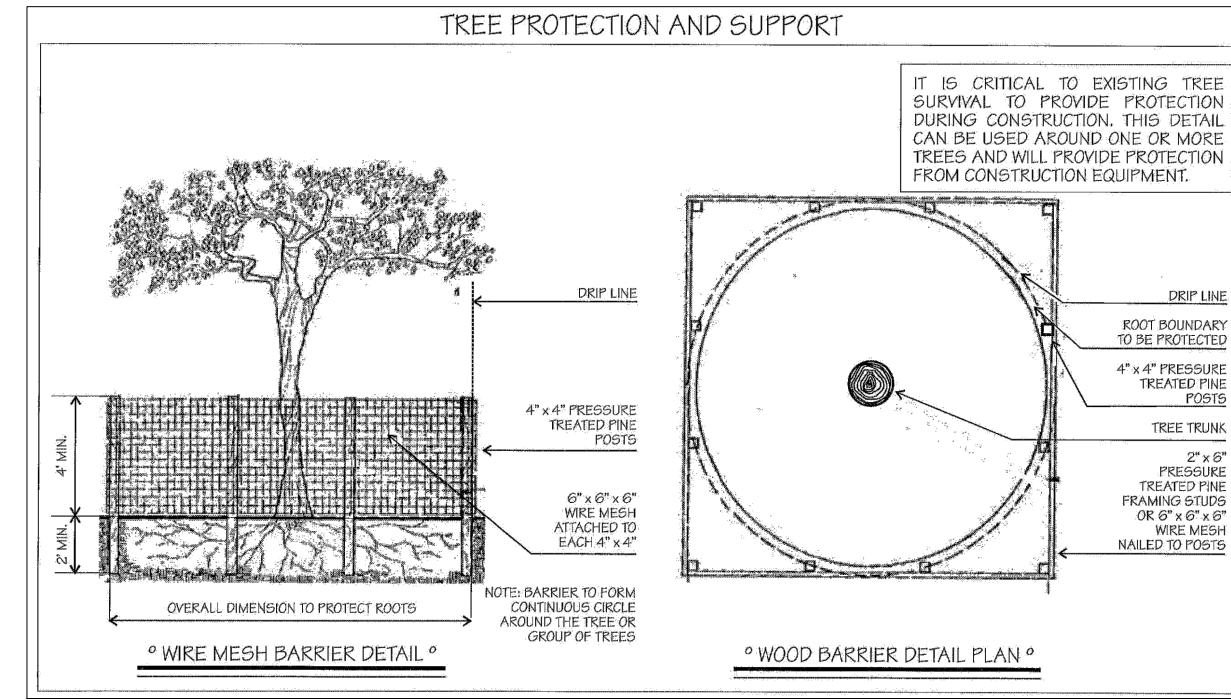 TREE PROTECTION AND SUPPORT
IT IS CRITICAL TO EXISTING TREE
SURVIVAL TO PROVIDE PROTECTION
DURING CONSTRUCTION. THIS DETAIL
CAN BE USED AROUND ONE OR MORE
TREES AND WILL PROVIDE PROTECTION
FROM CONSTRUCTION EQUIPMENT.
DRIP LINE
4" x 4" PRESSURE
TREATED PINE
POSTS
6" x 6" x 6"
WIRE MESH
ATTACHED TO
EACH 4" x 4"
4' MIN.
2' MIN.
OVERALL DIMENSION TO PROTECT ROOTS
NOTE: BARRIER TO FORM
CONTINUOUS CIRCLE
AROUND THE TREE OR
GROUP OF TREES
° WIRE MESH BARRIER DETAIL °
DRIP LINE
ROOT BOUNDARY
TO BE PROTECTED
4" x 4" PRESSURE
TREATED PINE
POSTS
TREE TRUNK
2" x 6"
PRESSURE
TREATED PINE
FRAMING STUDS
OR 6" x 6" x 6"
WIRE MESH
NAILED TO POSTS
° WOOD BARRIER DETAIL PLAN °